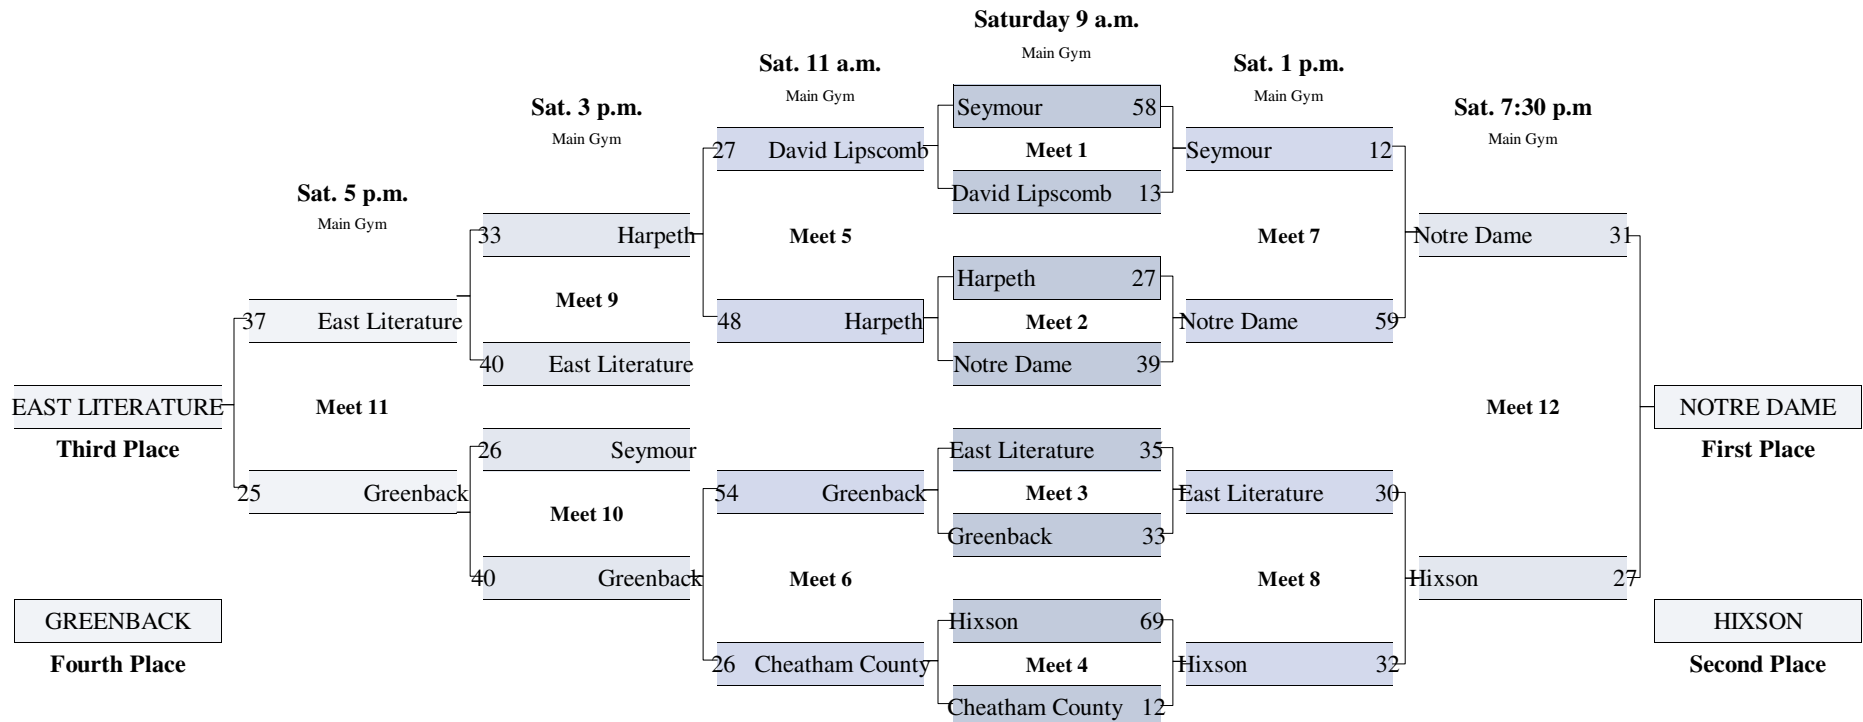 Saturday 9 a.m.
Main Gym
Sat. 11 a.m.
Main Gym
Sat. 1 p.m.
Main Gym
Sat. 3 p.m.
Main Gym
Sat. 7:30 p.m
Main Gym
Sat. 5 p.m.
Main Gym
Seymour 58
Meet 1
David Lipscomb 13
Harpeth 27
Meet 2
Notre Dame 39
East Literature 35
Meet 3
Greenback 33
Hixson 69
Meet 4
Cheatham County 12
27 David Lipscomb
Meet 5
48 Harpeth
54 Greenback
Meet 6
26 Cheatham County
Seymour 12
Meet 7
Notre Dame 59
East Literature 30
Meet 8
Hixson 32
33 Harpeth
Meet 9
40 East Literature
26 Seymour
Meet 10
40 Greenback
37 East Literature
Meet 11
25 Greenback
Notre Dame 31
Meet 12
Hixson 27
EAST LITERATURE
Third Place
GREENBACK
Fourth Place
NOTRE DAME
First Place
HIXSON
Second Place